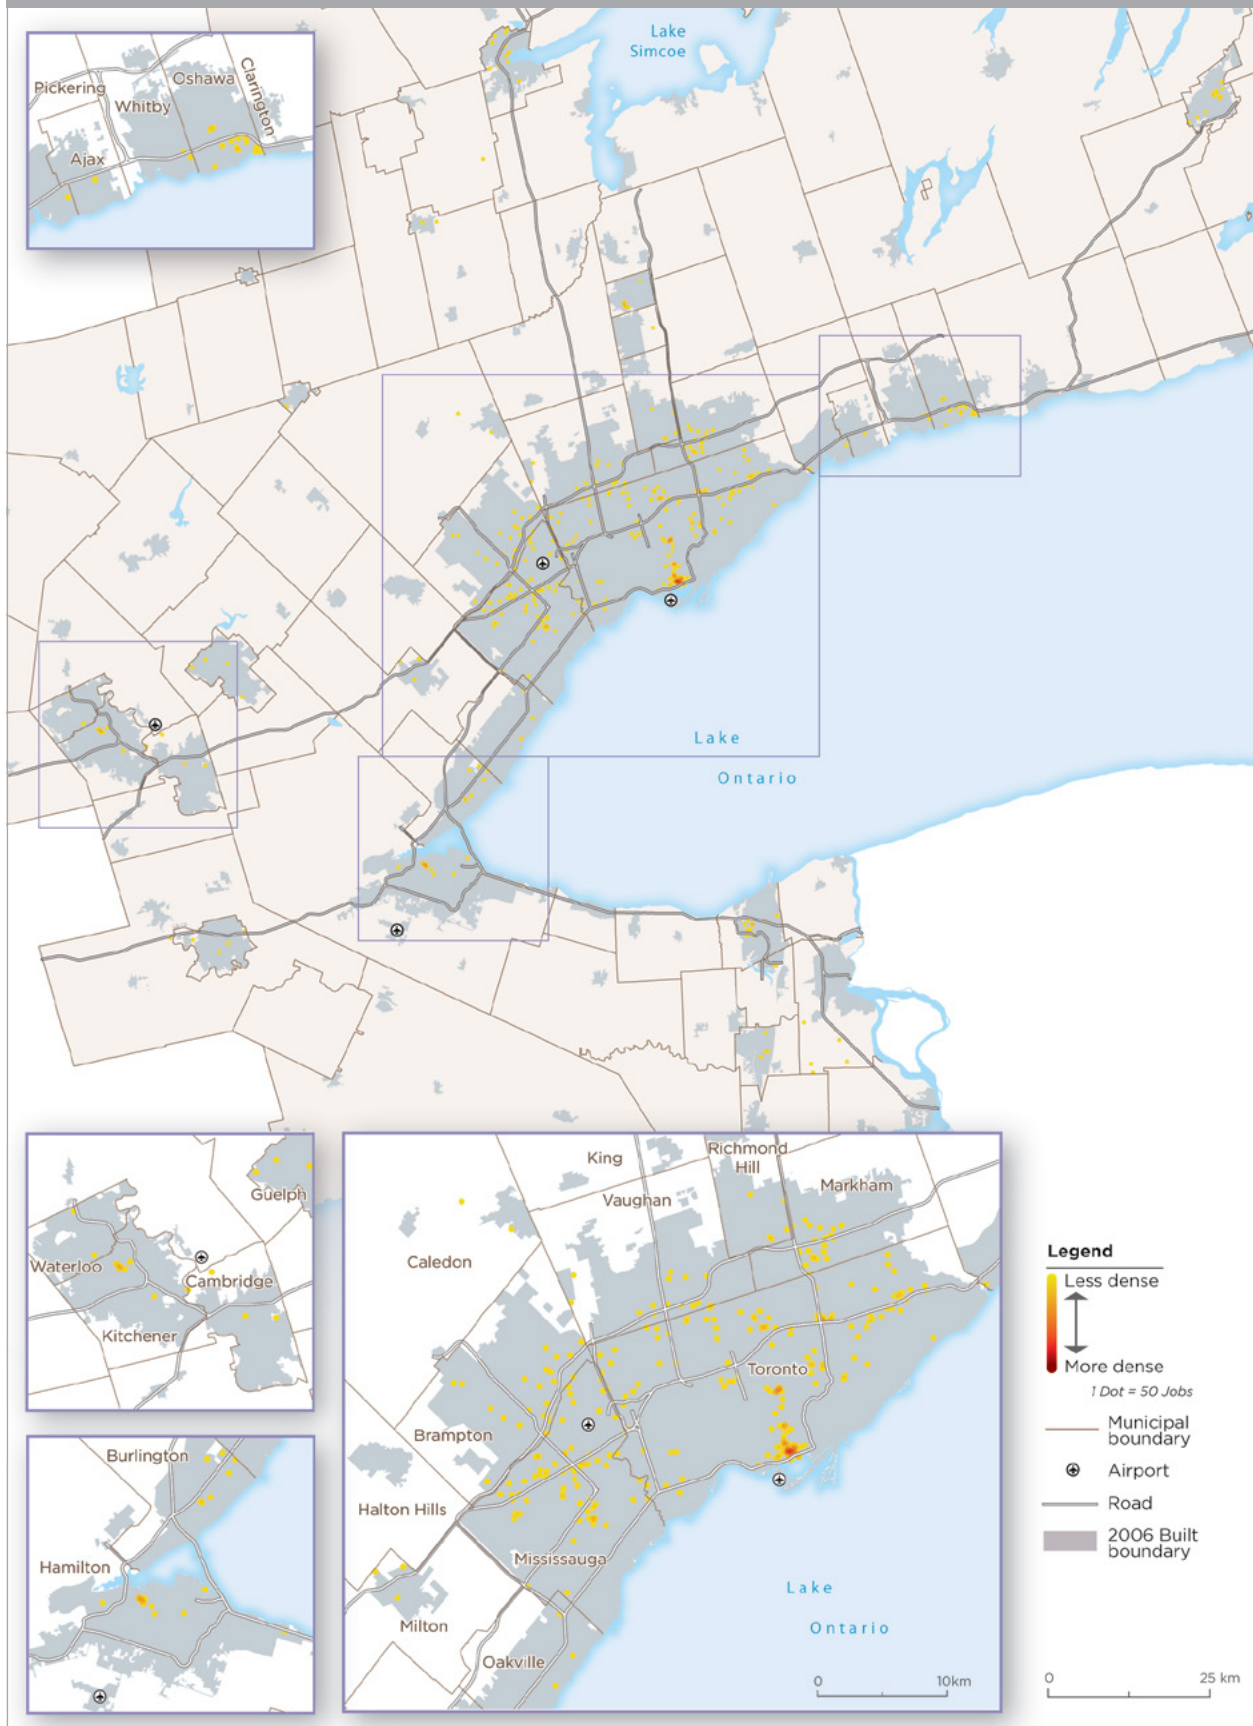 Lake
Simcoe
Pickering
Whitby
Oshawa
Clarington
Ajax
Lake
Ontario
Guelph
Waterloo
Cambridge
Kitchener
Burlington
Hamilton
King
Richmond
Hill
Vaughan
Markham
Caledon
Toronto
Brampton
Halton Hills
Mississauga
Milton
Oakville
Lake
Ontario
0 10km
Legend
Less dense
More dense
1 Dot = 50 Jobs
Municipal
boundary
Airport
Road
2006 Built
boundary
0 25 km